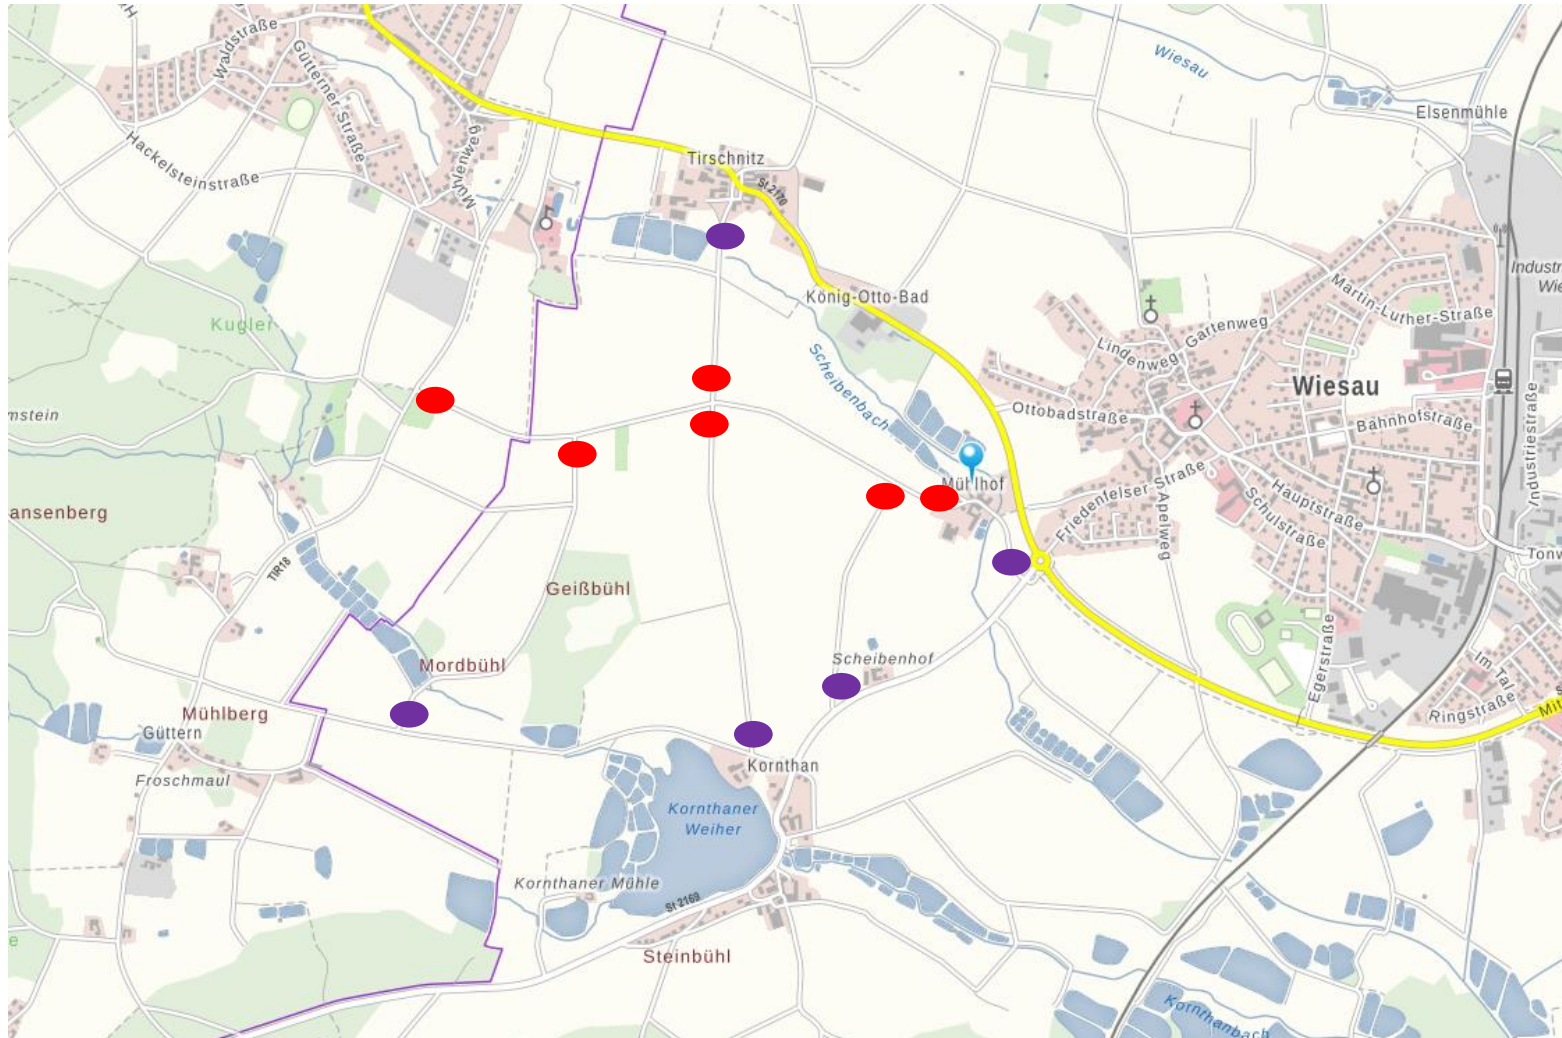 Waldstraße
Gütterner Straße
Wiesau
Elsenmühle
Hackelsteinstraße
Mühlenweg
Tirschnitz
St 2170
Industr
Wie
König-Otto-Bad
Martin-Luther-Straße
Kugler
Lindenweg
Gartenweg
Scheibenbach
Wiesau
mstein
Ottobadstraße
Bahnhofstraße
Industriestraße
Friedenfelser-Straße
Hauptstraße
Schulstraße
Apelweg
ansenberg
TIR18
Tonw
Geißbühl
Mordbühl
Scheibenhof
Egerstraße
Im-Tal
Ringstraße
Mit
Mühlberg
Güttern
Froschmaul
Kornthan
Kornthaner
Weiher
Kornthaner Mühle
St 2169
Steinbühl
Kornthanbach